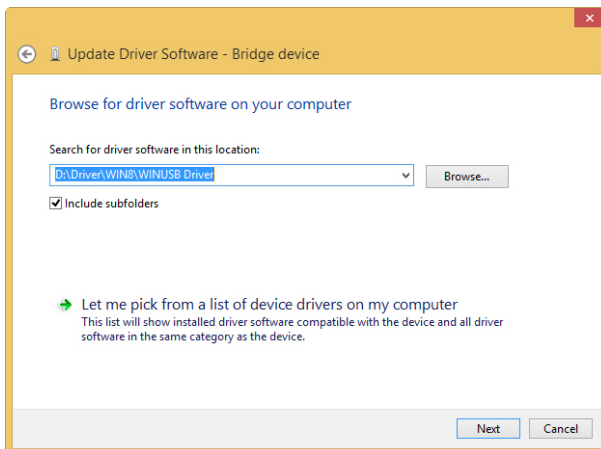 Update Driver Software - Bridge device
Browse for driver software on your computer
Search for driver software in this location:
D:\Driver\WIN8\WINUSB Driver
Browse...
Include subfolders
Let me pick from a list of device drivers on my computer
This list will show installed driver software compatible with the device and all driver
software in the same category as the device.
Next
Cancel